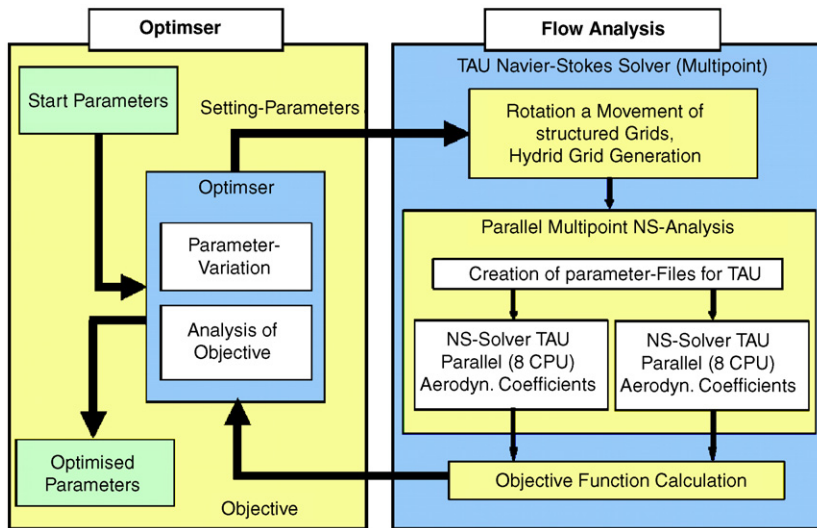 Optimser
Start Parameters
Setting-Parameters
Optimser
Parameter-
Variation
Analysis of
Objective
Optimised
Parameters
Objective
Flow Analysis
TAU Navier-Stokes Solver (Multipoint)
Rotation a Movement of
structured Grids,
Hydrid Grid Generation
Parallel Multipoint NS-Analysis
Creation of parameter-Files for TAU
NS-Solver TAU
Parallel (8 CPU)
Aerodyn. Coefficients
NS-Solver TAU
Parallel (8 CPU)
Aerodyn. Coefficients
Objective Function Calculation